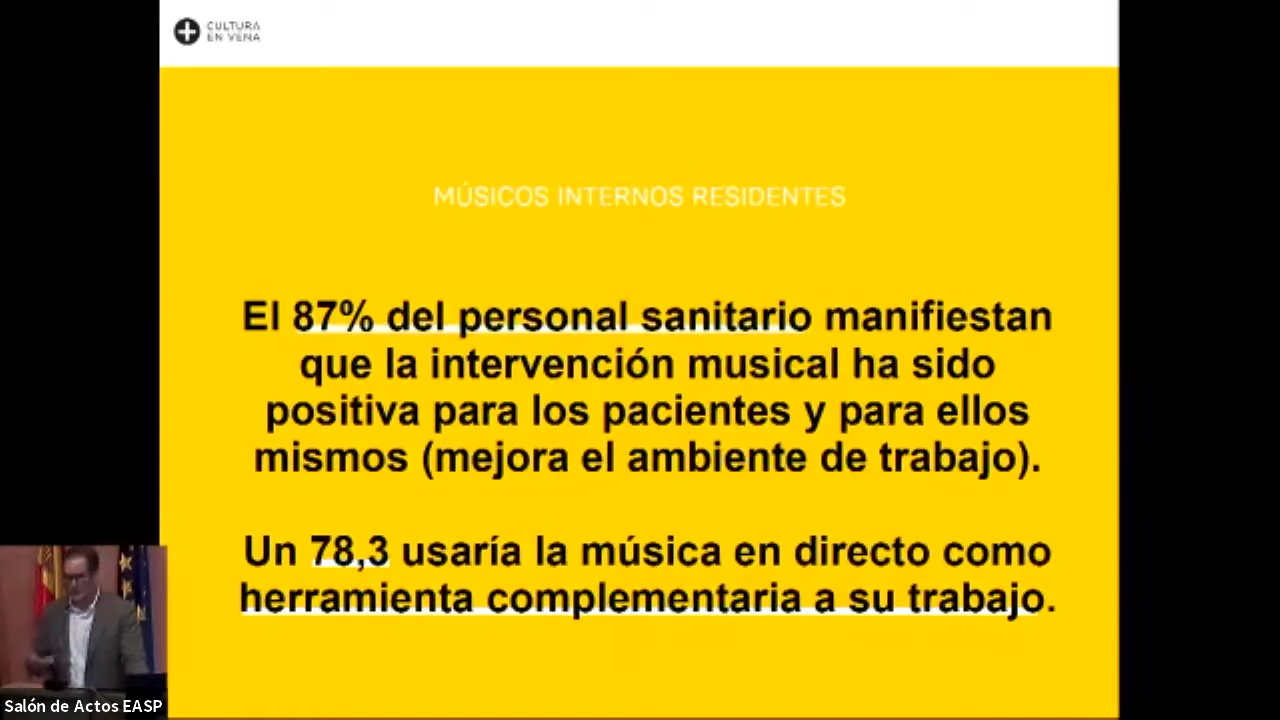 CULTURA
EN VENA
MÚSICOS INTERNOS RESIDENTES
El 87% del personal sanitario manifiestan
que la intervención musical ha sido
positiva para los pacientes y para ellos
mismos (mejora el ambiente de trabajo).
Un 78,3 usaría la música en directo como
herramienta complementaria a su trabajo.
Salón de Actos EASP